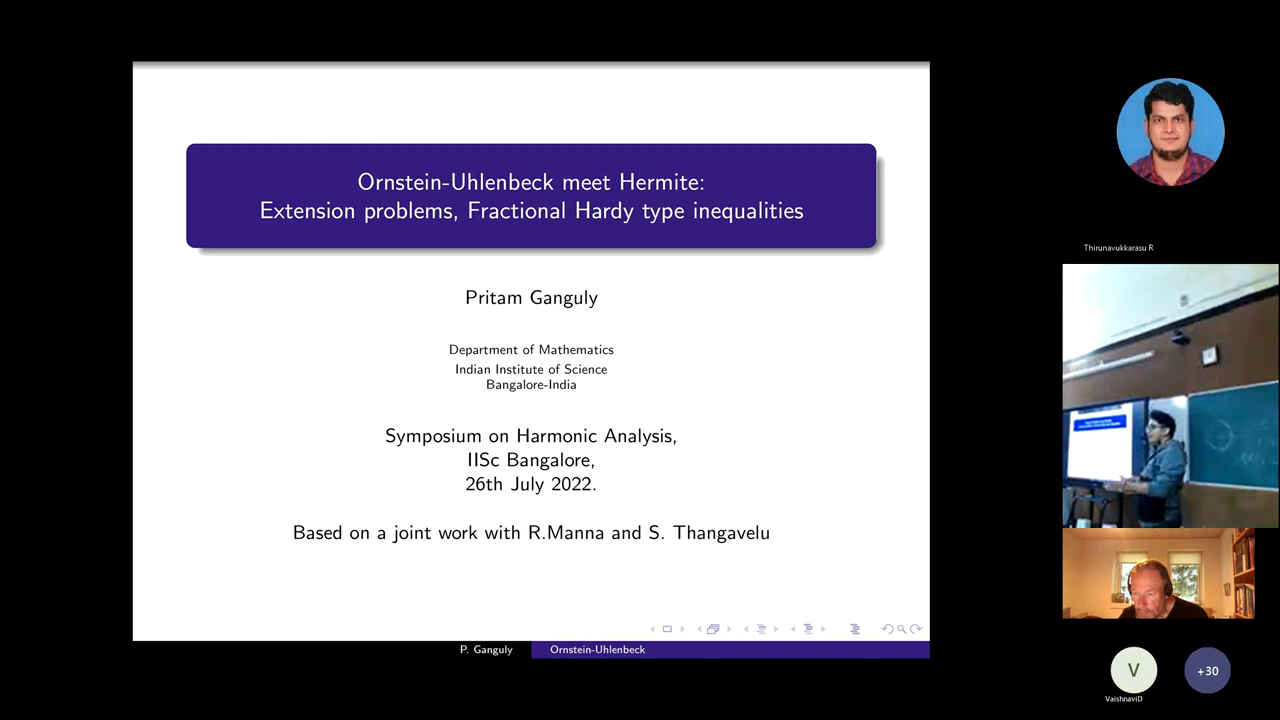 Ornstein-Uhlenbeck meet Hermite:
Extension problems, Fractional Hardy type inequalities
Pritam Ganguly
Department of Mathematics
Indian Institute of Science
Bangalore-India
Symposium on Harmonic Analysis,
IISc Bangalore,
26th July 2022.
Based on a joint work with R.Manna and S. Thangavelu
P. Ganguly
Ornstein-Uhlenbeck
Thirunavukkarasu R
V
VaishnaviD
+30